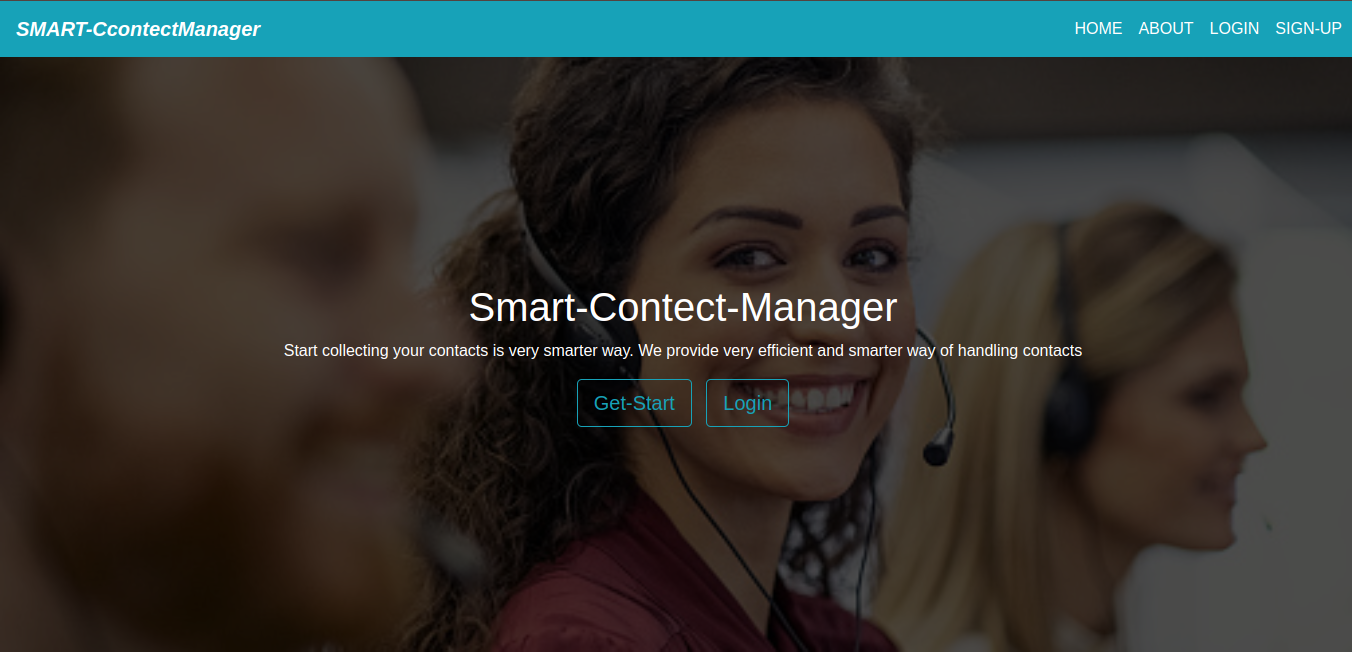 SMART-CcontectManager
HOME ABOUT LOGIN SIGN-UP
Smart-Contect-Manager
Start collecting your contacts is very smarter way. We provide very efficient and smarter way of handling contacts
Get-Start Login